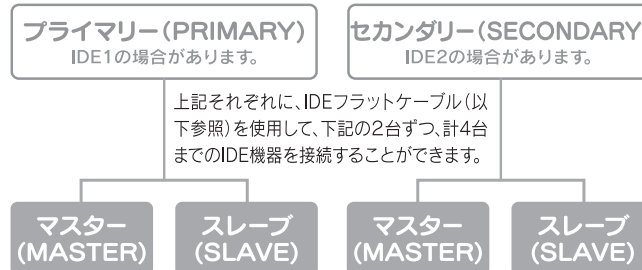 プライマリー（PRIMARY）
IDE1の場合があります。
セカンダリー（SECONDARY
IDE2の場合があります。
上記それぞれに、IDEフラットケーブル（以
下参照）を使用して、下記の2台ずつ、計4台
までのIDE機器を接続することができます。
マスター
（MASTER）
スレーブ
（SLAVE）
マスター
（MASTER）
スレーブ
（SLAVE）